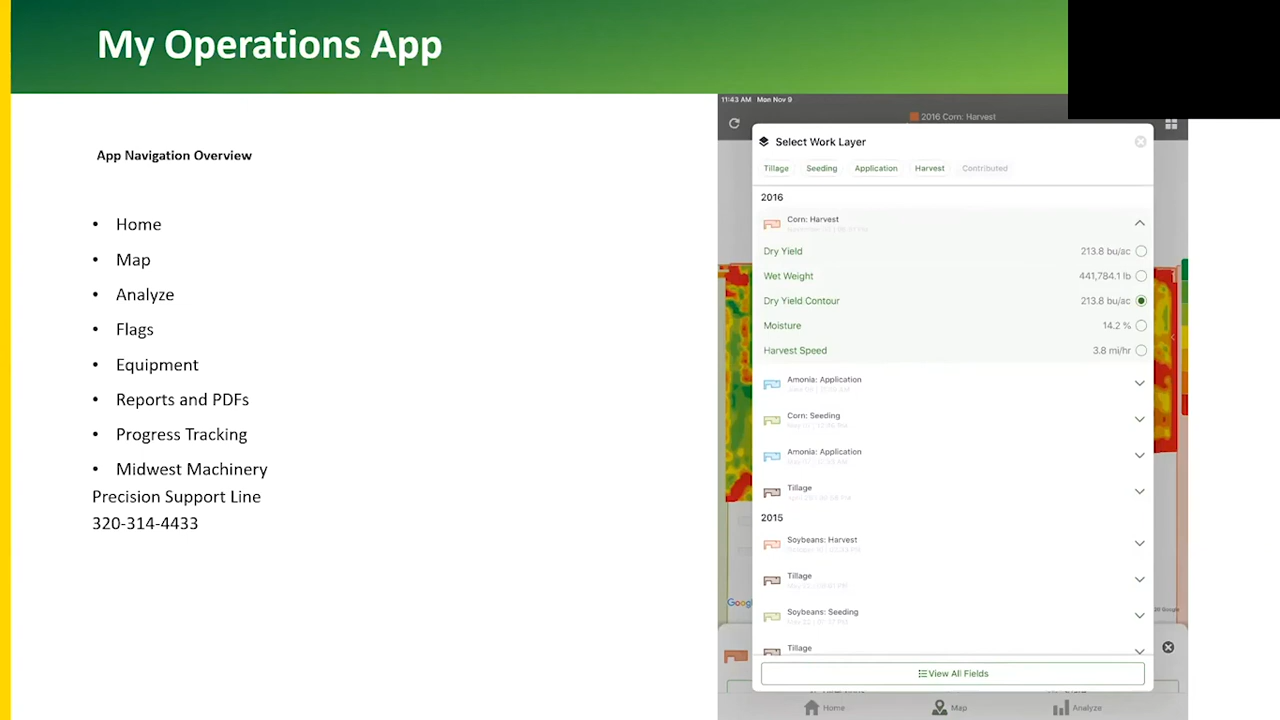 My Operations App
App Navigation Overview
• Home
• Map
• Analyze
• Flags
• Equipment
• Reports and PDFs
• Progress Tracking
• Midwest Machinery
Precision Support Line
320-314-4433
11:43 AM Mon Nov 9
2016 Corn: Harvest
Select Work Layer
Tillage Seeding Application Harvest Contributed
2016
Corn: Harvest
Dry Yield 213.8 bu/ac
Wet Weight 441,784.1 lb
Dry Yield Contour 213.8 bu/ac
Moisture 14.2 %
Harvest Speed 3.8 mi/hr
Amonia: Application
Corn: Seeding
Amonia: Application
Tillage
2015
Soybeans: Harvest
Tillage
Soybeans: Seeding
Tillage
Google
View All Fields
Home Map Analyze